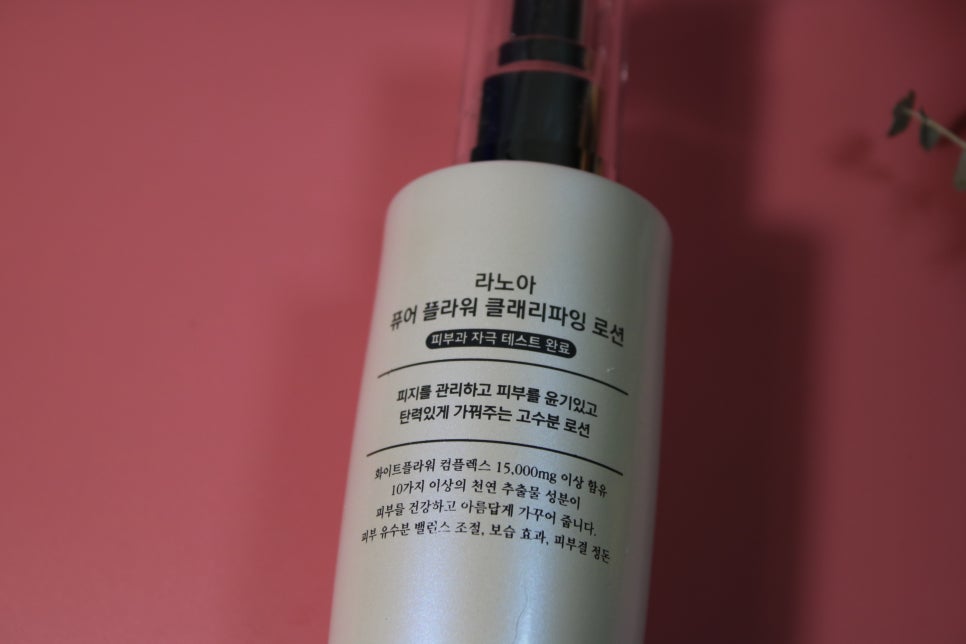 라노아
퓨어 플라워 클래리파잉 로션
피부과 자극 테스트 완료
피지를 관리하고 피부를 윤기있고
탄력있게 가꿔주는 고수분 로션
화이트플라워 컴플렉스 15,000mg 이상 함유
10가지 이상의 천연 추출물 성분이
피부를 건강하고 아름답게 가꾸어 줍니다.
피부 유수분 밸런스 조절, 보습 효과, 피부결 정돈